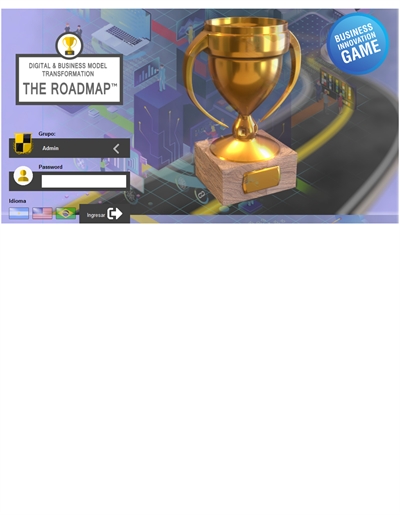 DIGITAL & BUSINESS MODEL
TRANSFORMATION
THE ROADMAP™
BUSINESS
INNOVATION
GAME
Grupo:
Admin
Password
Idioma
Ingresar